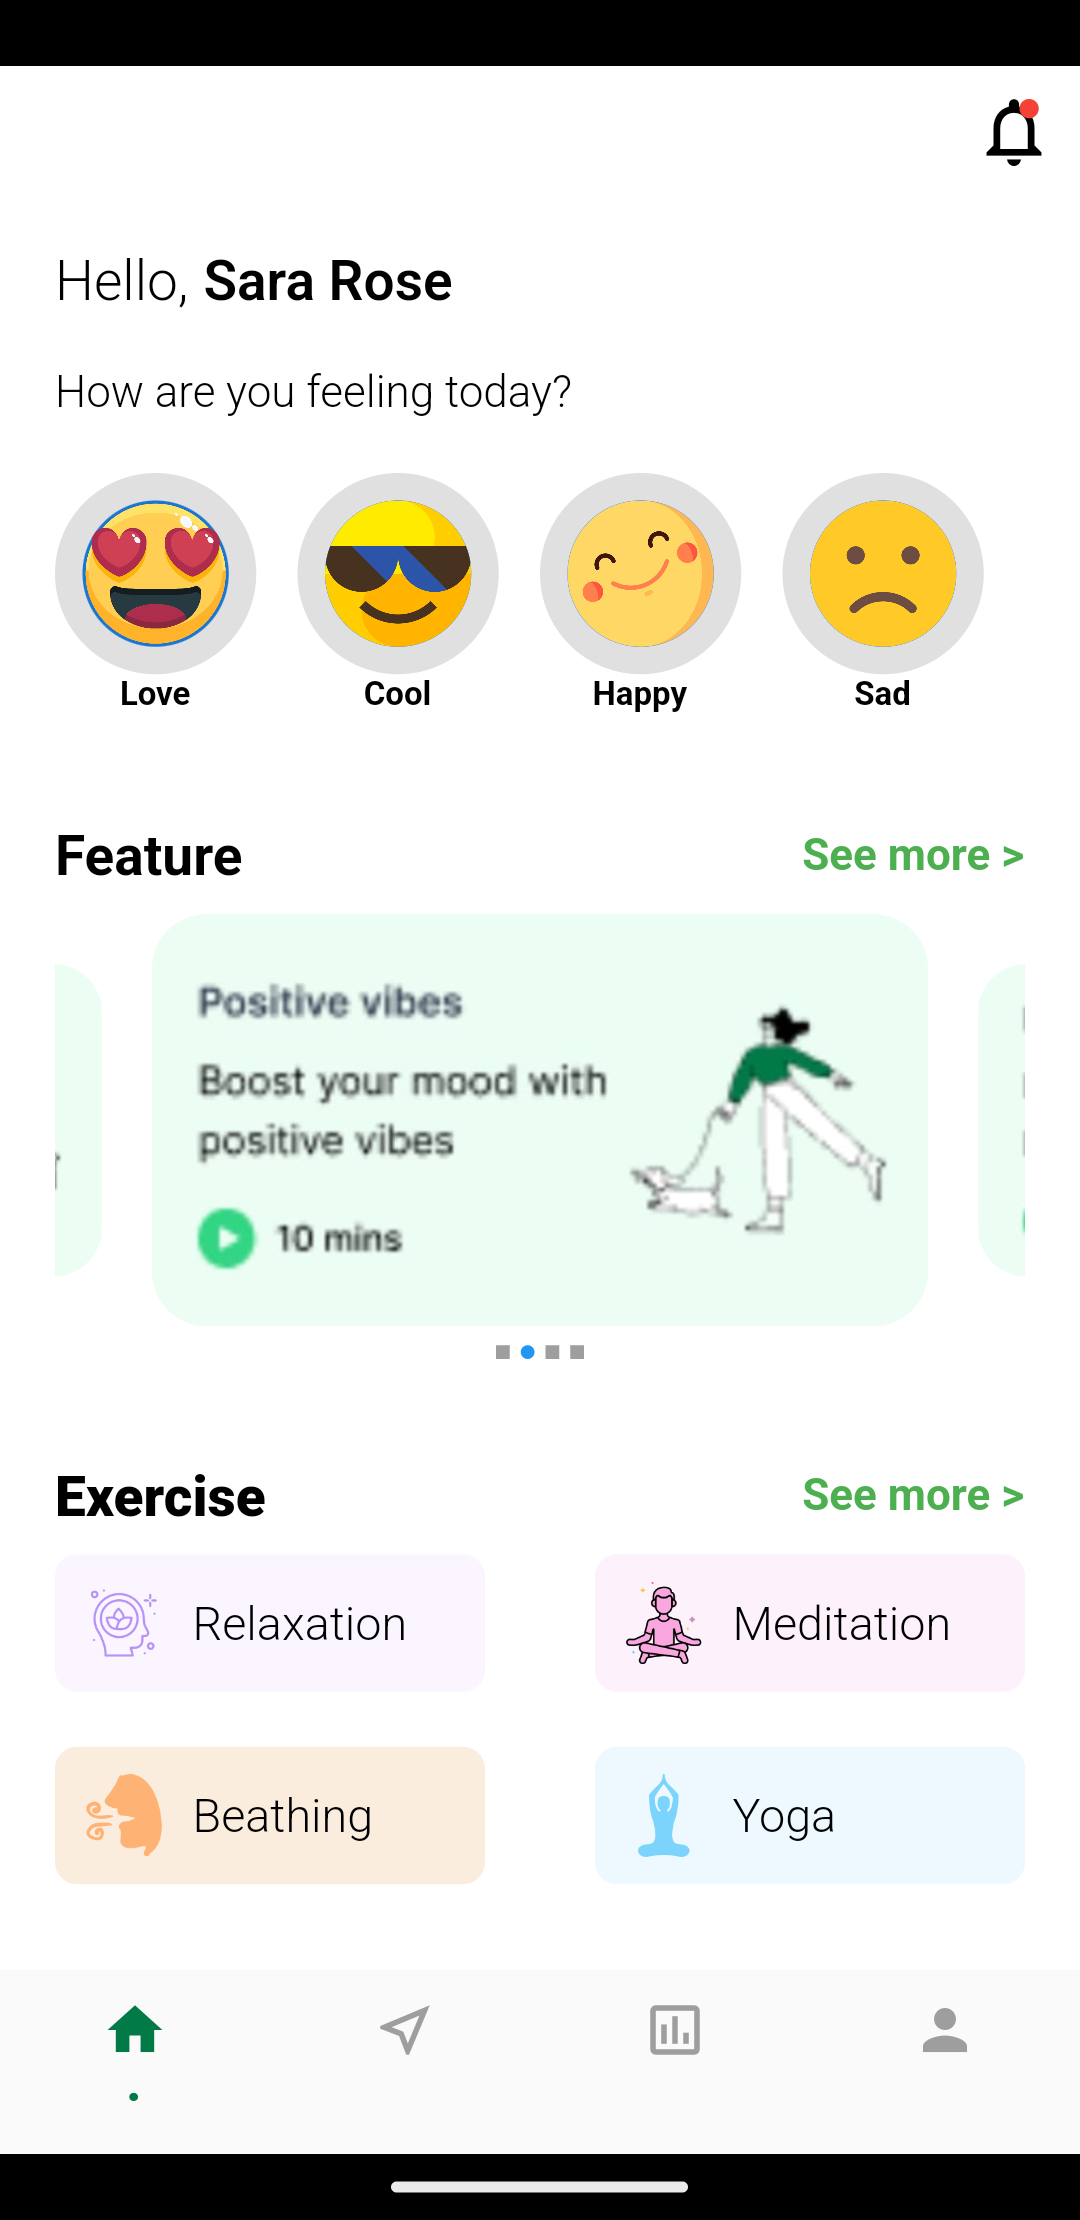 Hello, Sara Rose
How are you feeling today?
Love Cool Happy Sad
Feature See more >
Positive vibes
Boost your mood with
positive vibes
10 mins
Exercise See more >
Relaxation Meditation
Beathing Yoga